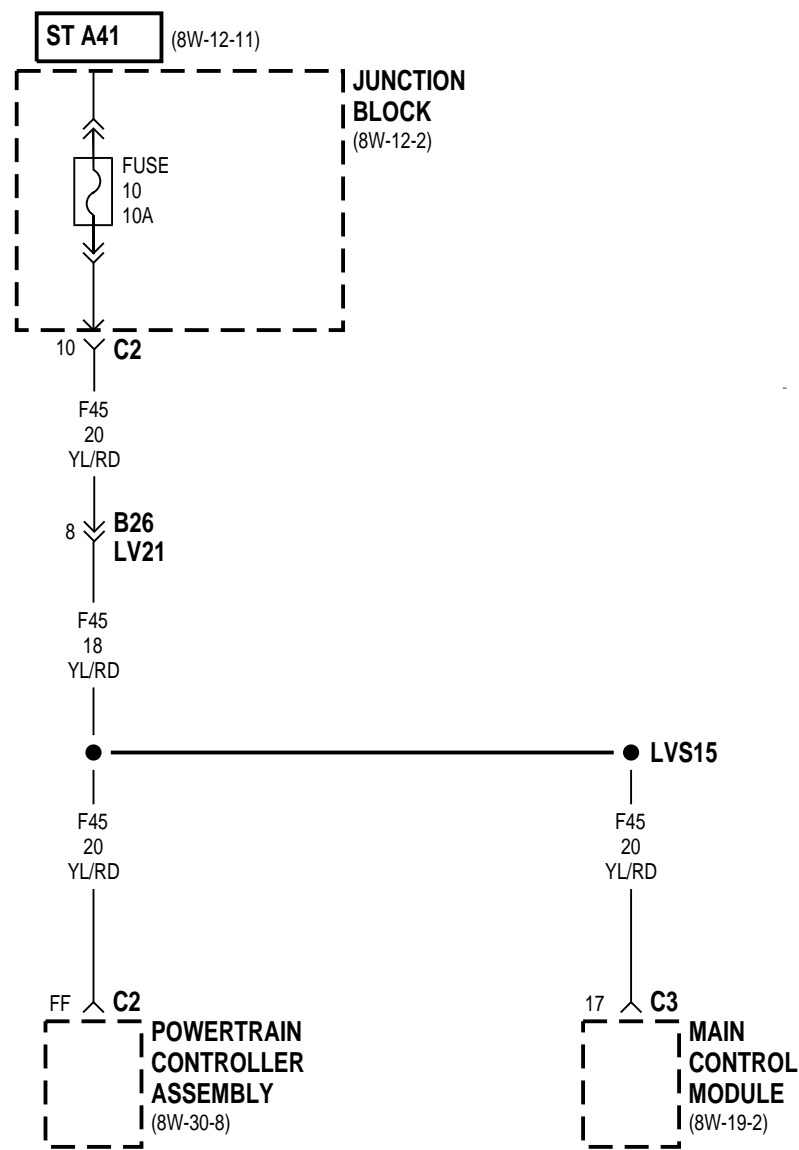 ST A41 (8W-12-11)
JUNCTION
BLOCK
(8W-12-2)
FUSE
10
10A
10 C2
F45
20
YL/RD
8 B26
LV21
F45
18
YL/RD
LVS15
F45
20
YL/RD
F45
20
YL/RD
FF C2
POWERTRAIN
CONTROLLER
ASSEMBLY
(8W-30-8)
17 C3
MAIN
CONTROL
MODULE
(8W-19-2)